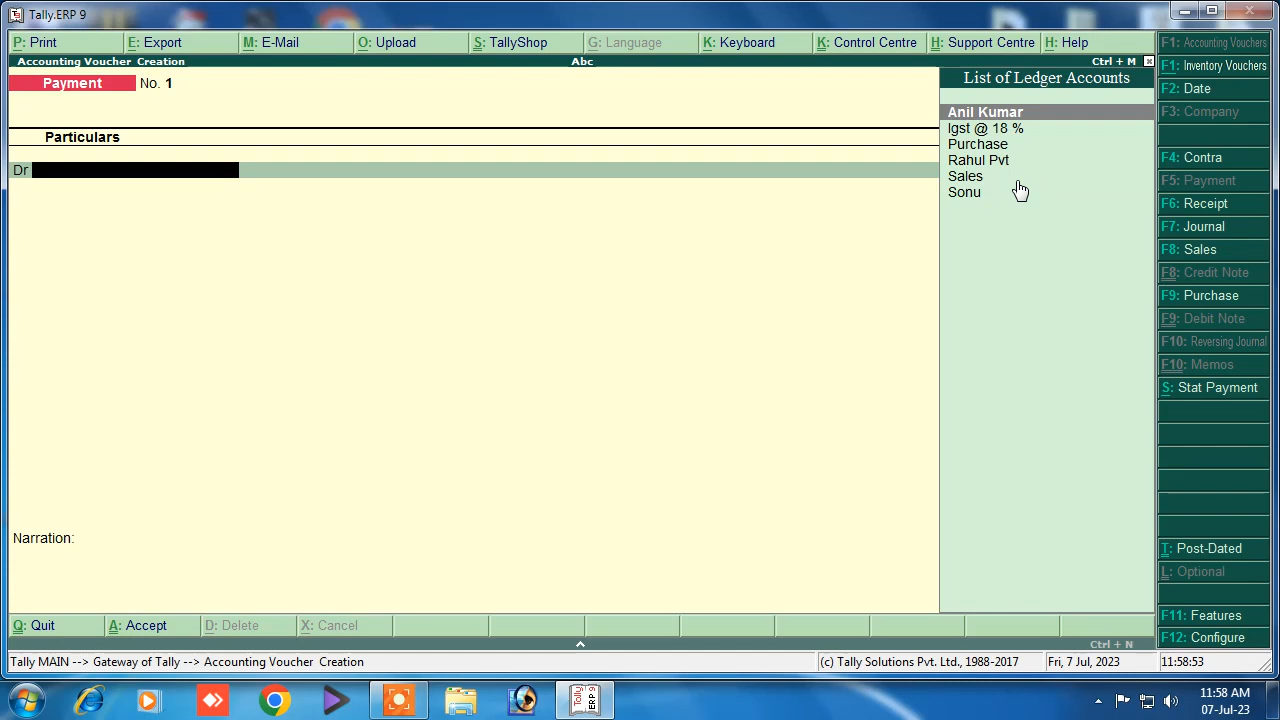 Tally.ERP 9
P: Print E: Export M: E-Mail O: Upload S: TallyShop G: Language K: Keyboard K: Control Centre H: Support Centre H: Help
Accounting Voucher Creation Abc Ctrl + M
Payment No. 1
Particulars
Dr
Narration:
List of Ledger Accounts
Anil Kumar
Igst @ 18 %
Purchase
Rahul Pvt
Sales
Sonu
F1: Accounting Vouchers
F1: Inventory Vouchers
F2: Date
F3: Company
F4: Contra
F5: Payment
F6: Receipt
F7: Journal
F8: Sales
F8: Credit Note
F9: Purchase
F9: Debit Note
F10: Reversing Journal
F10: Memos
S: Stat Payment
T: Post-Dated
L: Optional
F11: Features
F12: Configure
Q: Quit A: Accept D: Delete X: Cancel
Ctrl + N
Tally MAIN --> Gateway of Tally --> Accounting Voucher Creation (c) Tally Solutions Pvt. Ltd., 1988-2017 Fri, 7 Jul, 2023 11:58:53
11:58 AM
07-Jul-23